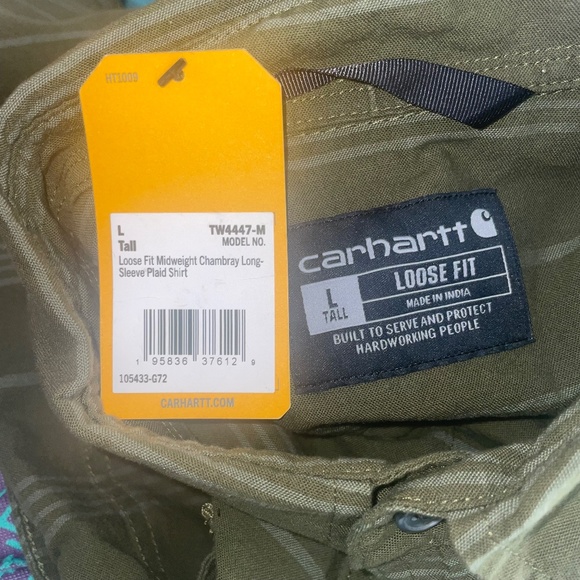 HT1009
L
Tall
TW4447-M
MODEL NO.
Loose Fit Midweight Chambray Long-
Sleeve Plaid Shirt
1 95836 37612 9
105433-G72
CARHARTT.COM
carhartt
L
TALL
LOOSE FIT
MADE IN INDIA
BUILT TO SERVE AND PROTECT
HARDWORKING PEOPLE